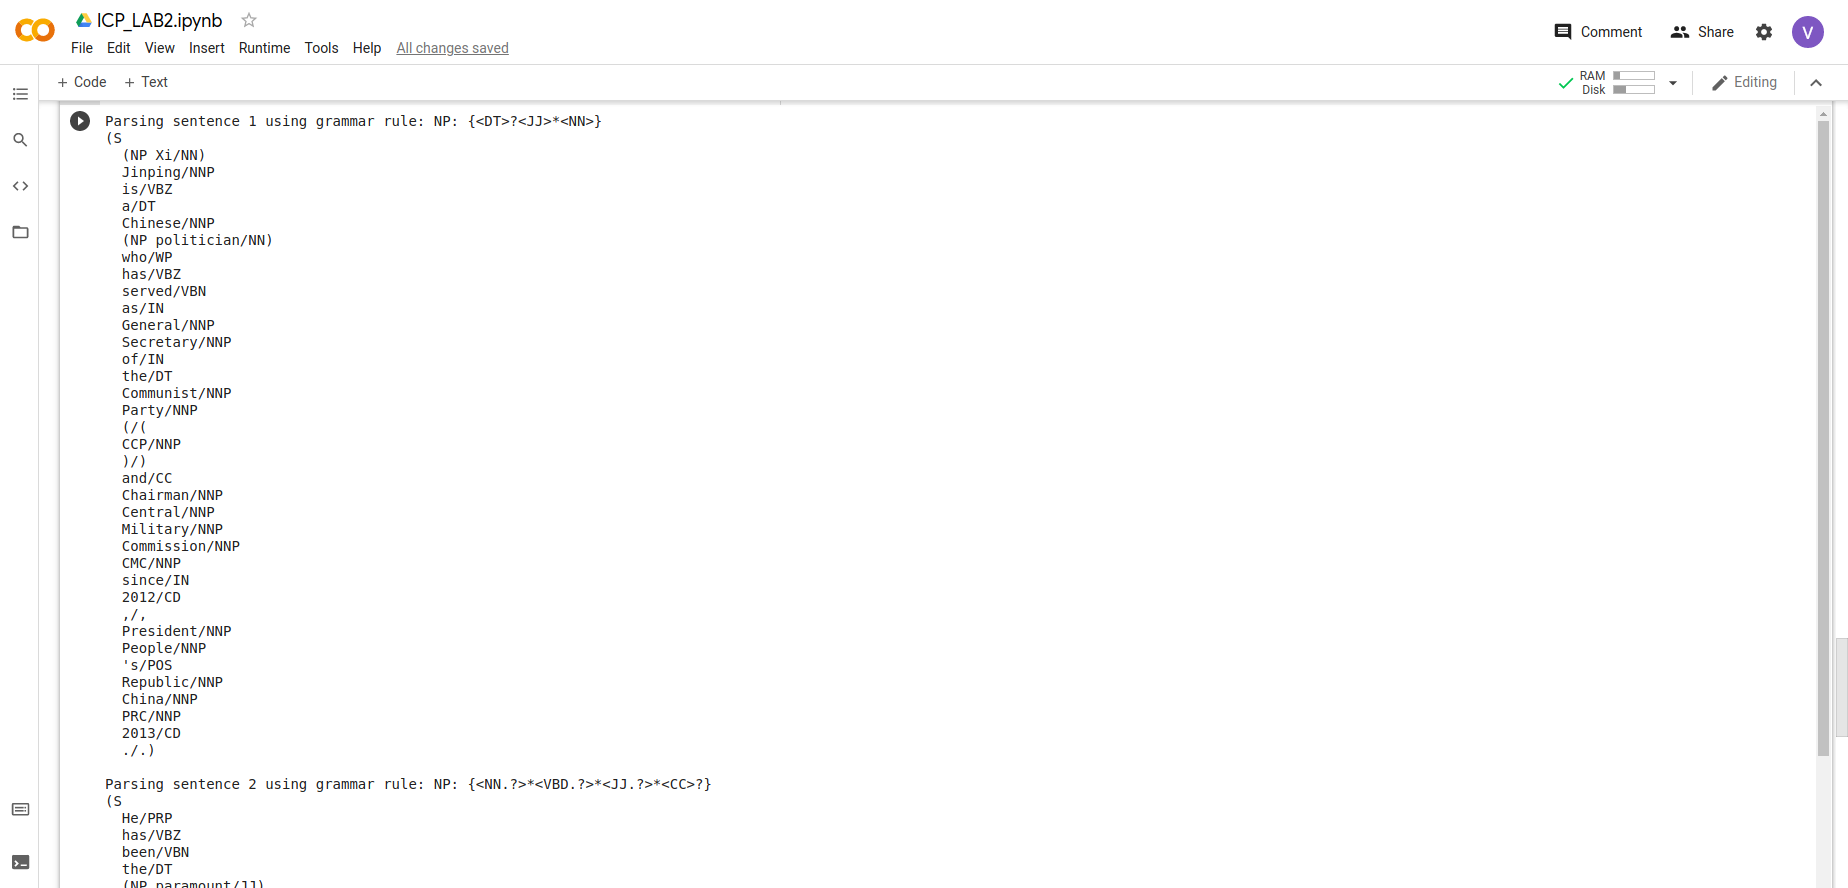 ICP_LAB2.ipynb
File Edit View Insert Runtime Tools Help All changes saved
Comment Share V
+ Code + Text
RAM
Disk
Editing
Parsing sentence 1 using grammar rule: NP: {<DT>?<JJ>*<NN>}
(S
(NP Xi/NN)
Jinping/NNP
is/VBZ
a/DT
Chinese/NNP
(NP politician/NN)
who/WP
has/VBZ
served/VBN
as/IN
General/NNP
Secretary/NNP
of/IN
the/DT
Communist/NNP
Party/NNP
(/(
CCP/NNP
)/)
and/CC
Chairman/NNP
Central/NNP
Military/NNP
Commission/NNP
CMC/NNP
since/IN
2012/CD
,/,
President/NNP
People/NNP
's/POS
Republic/NNP
China/NNP
PRC/NNP
2013/CD
./.)
Parsing sentence 2 using grammar rule: NP: {<NN.?>*<VBD.?>*<JJ.?>*<CC>?}
(S
He/PRP
has/VBZ
been/VBN
the/DT
(NP paramount/JJ)